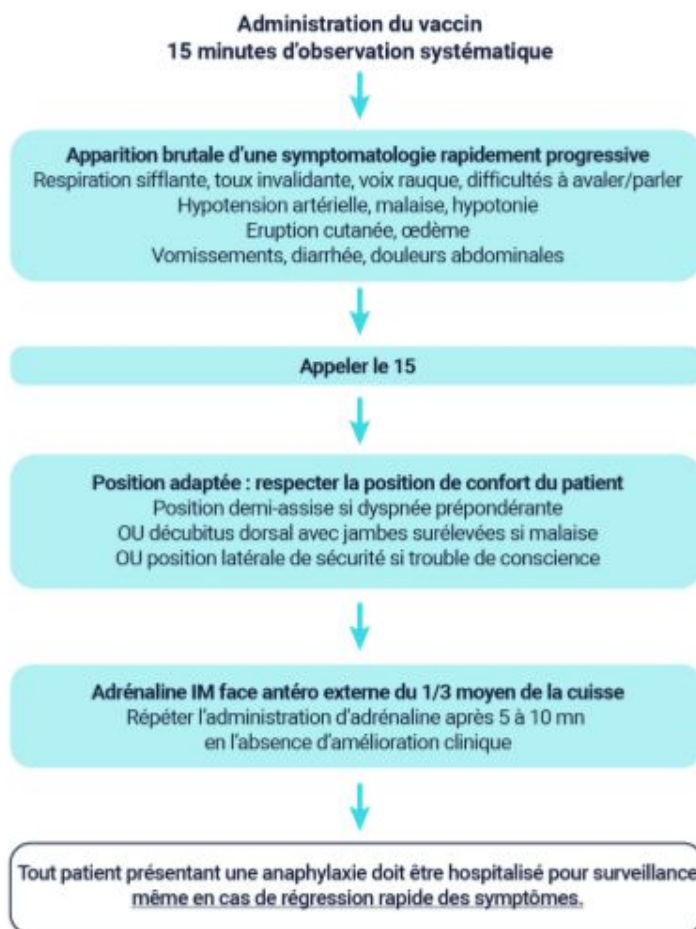 Administration du vaccin
15 minutes d'observation systématique
Apparition brutale d'une symptomatologie rapidement progressive
Respiration sifflante, toux invalidante, voix rauque, difficultés à avaler/parler
Hypotension artérielle, malaise, hypotonie
Eruption cutanée, œdème
Vomissements, diarrhée, douleurs abdominales
Appeler le 15
Position adaptée : respecter la position de confort du patient
Position demi-assise si dyspnée prépondérante
OU décubitus dorsal avec jambes surélevées si malaise
OU position latérale de sécurité si trouble de conscience
Adrénaline IM face antéro externe du 1/3 moyen de la cuisse
Répéter l'administration d'adrénaline après 5 à 10 mn
en l'absence d'amélioration clinique
Tout patient présentant une anaphylaxie doit être hospitalisé pour surveillance
même en cas de régression rapide des symptômes.